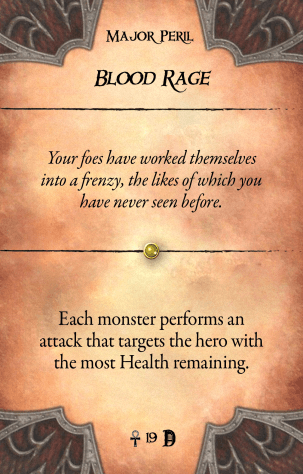 Major Peril
Blood Rage
Your foes have worked themselves
into a frenzy, the likes of which you
have never seen before.
Each monster performs an
attack that targets the hero with
the most Health remaining.
19